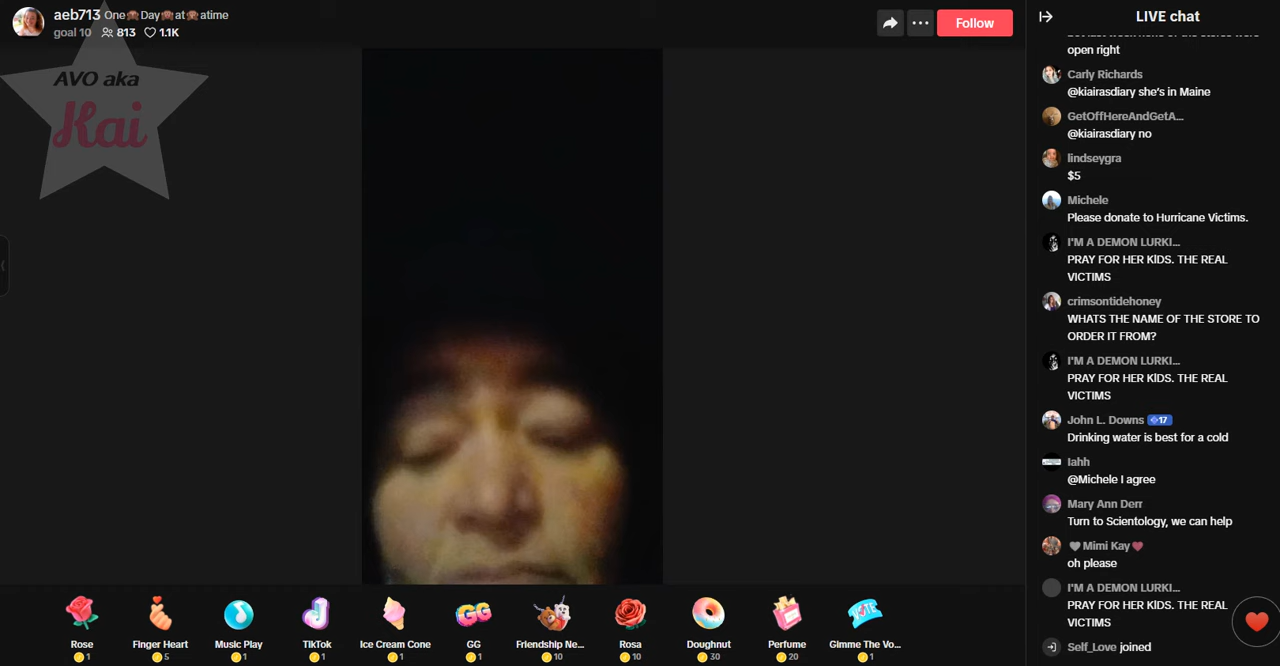 aeb713 One🙈Day🙈at🙈atime
goal 10 813 1.1K
Follow
AVO aka
Kai
LIVE chat
open right
Carly Richards
@kiairasdiary she's in Maine
GetOffHereAndGetA...
@kiairasdiary no
lindseygra
$5
Michele
Please donate to Hurricane Victims.
I'M A DEMON LURKI...
PRAY FOR HER KIDS. THE REAL
VICTIMS
crimsontidehoney
WHATS THE NAME OF THE STORE TO
ORDER IT FROM?
I'M A DEMON LURKI...
PRAY FOR HER KIDS. THE REAL
VICTIMS
John L. Downs 17
Drinking water is best for a cold
lahh
@Michele I agree
Mary Ann Derr
Turn to Scientology, we can help
🤍Mimi Kay💗
oh please
I'M A DEMON LURKI...
PRAY FOR HER KIDS. THE REAL
VICTIMS
Self_Love joined
Rose Finger Heart Music Play TikTok Ice Cream Cone GG Friendship Ne... Rosa Doughnut Perfume GImme The Vo...
1 5 1 1 1 1 10 10 30 20 1